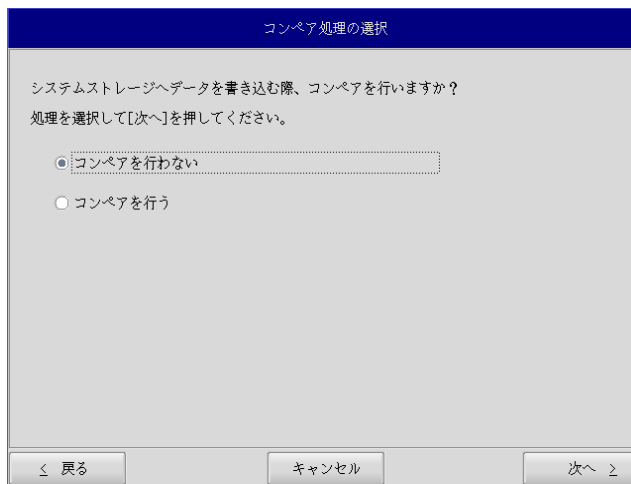 コンペア処理の選択
システムストレージへデータを書き込む際、コンペアを行いますか？
処理を選択して[次へ]を押してください。
コンペアを行わない
コンペアを行う
< 戻る
キャンセル
次へ >